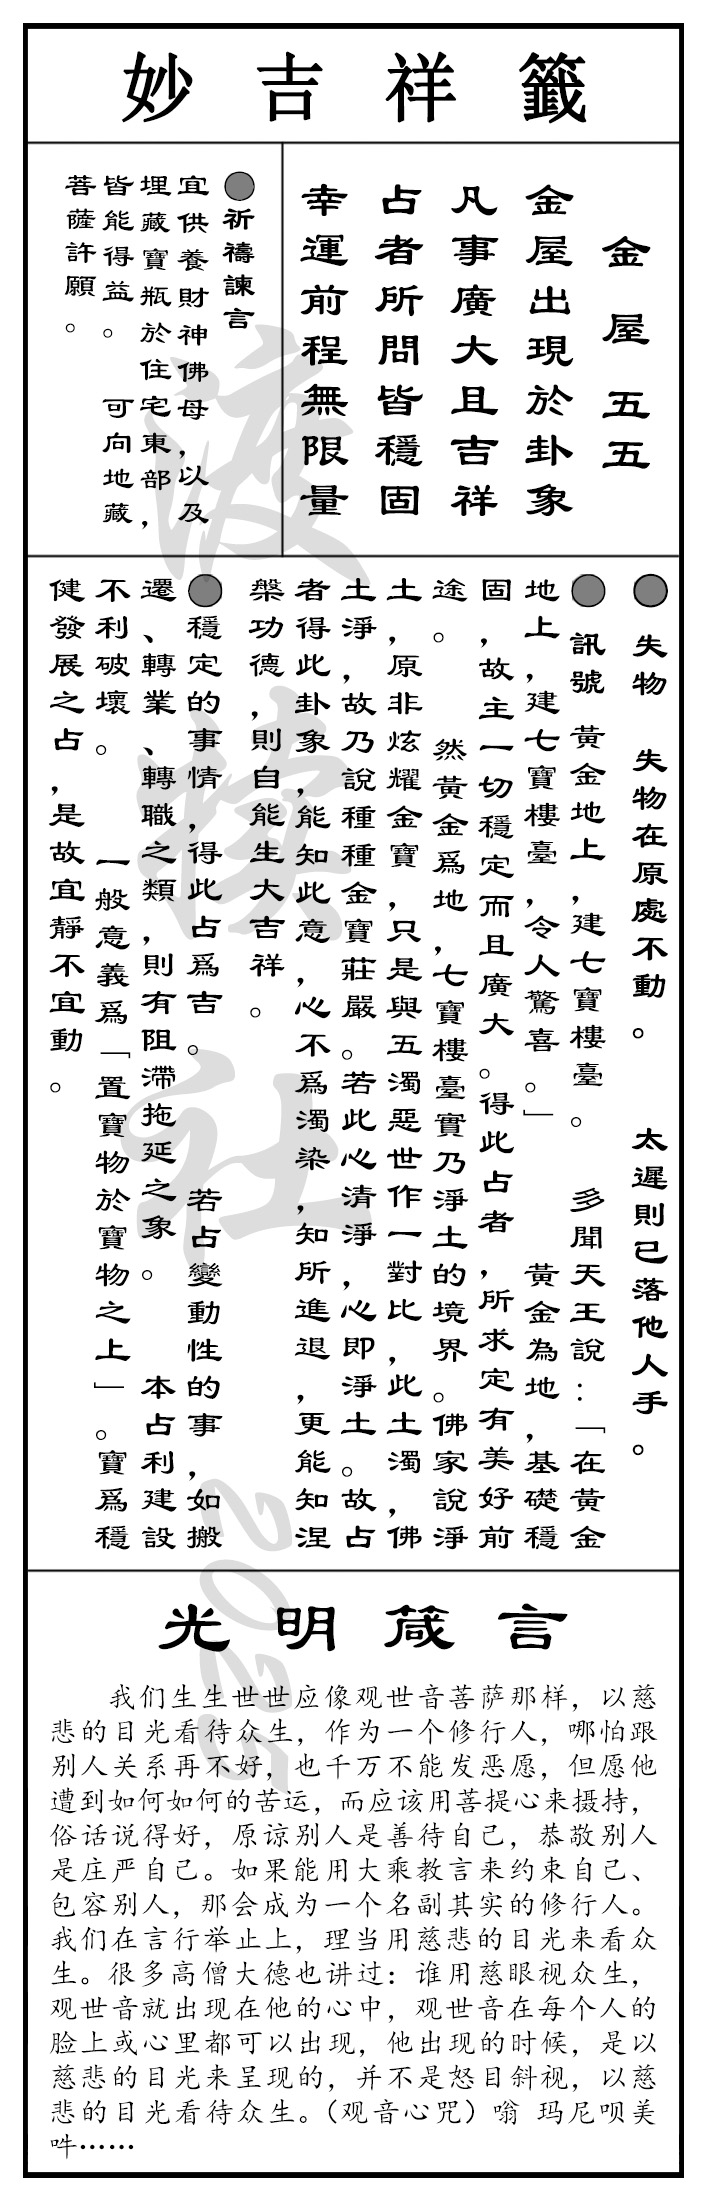 妙吉祥籤
金屋五五
金屋出現於卦象
凡事廣大且吉祥
占者所問皆穩固
幸運前程無限量
●祈禱諫言
宜供養財神佛母，以及
埋藏寶瓶於住宅東部，
皆能得益。　可向地藏
菩薩許願。
●失物　失物在原處不動。　太遲則已落他人手。
●訊號　黃金地上，建七寶樓臺。　多聞天王說：「在黃金
地上，建七寶樓臺，令人驚喜。」　黃金為地，基礎穩
固，故主一切穩定而且廣大。得此占者，所求定有美好前
途。　然黃金爲地，七寶樓臺實乃淨土的境界。佛家說淨
土，原非炫耀金寶，只是與五濁惡世作一對比，此土濁，佛
土淨，故乃說種種金寶莊嚴。若此心清淨，心即淨土。故占
者得此卦象，能知此意，心不爲濁染，知所進退，更能知涅
槃功德，則自能生大吉祥。
●穩定的事情，得此占爲吉。　若占變動性的事，如搬
遷、轉業、轉職之類，則有阻滯拖延之象。　本占利建設
不利破壞。　一般意義爲「置寶物於寶物之上」。寶爲穩
健發展之占，是故宜靜不宜動。
光明箴言
我们生生世世应像观世音菩萨那样，以慈
悲的目光看待众生，作为一个修行人，哪怕跟
别人关系再不好，也千万不能发恶愿，但愿他
遭到如何如何的苦运，而应该用菩提心来摄持，
俗话说得好，原谅别人是善待自己，恭敬别人
是庄严自己。如果能用大乘教言来约束自己、
包容别人，那会成为一个名副其实的修行人。
我们在言行举止上，理当用慈悲的目光来看众
生。很多高僧大德也讲过：谁用慈眼视众生，
观世音就出现在他的心中，观世音在每个人的
脸上或心里都可以出现，他出现的时候，是以
慈悲的目光来呈现的，并不是怒目斜视，以慈
悲的目光看待众生。（观音心咒）嗡 玛尼呗美
吽……
渡懷社 2025